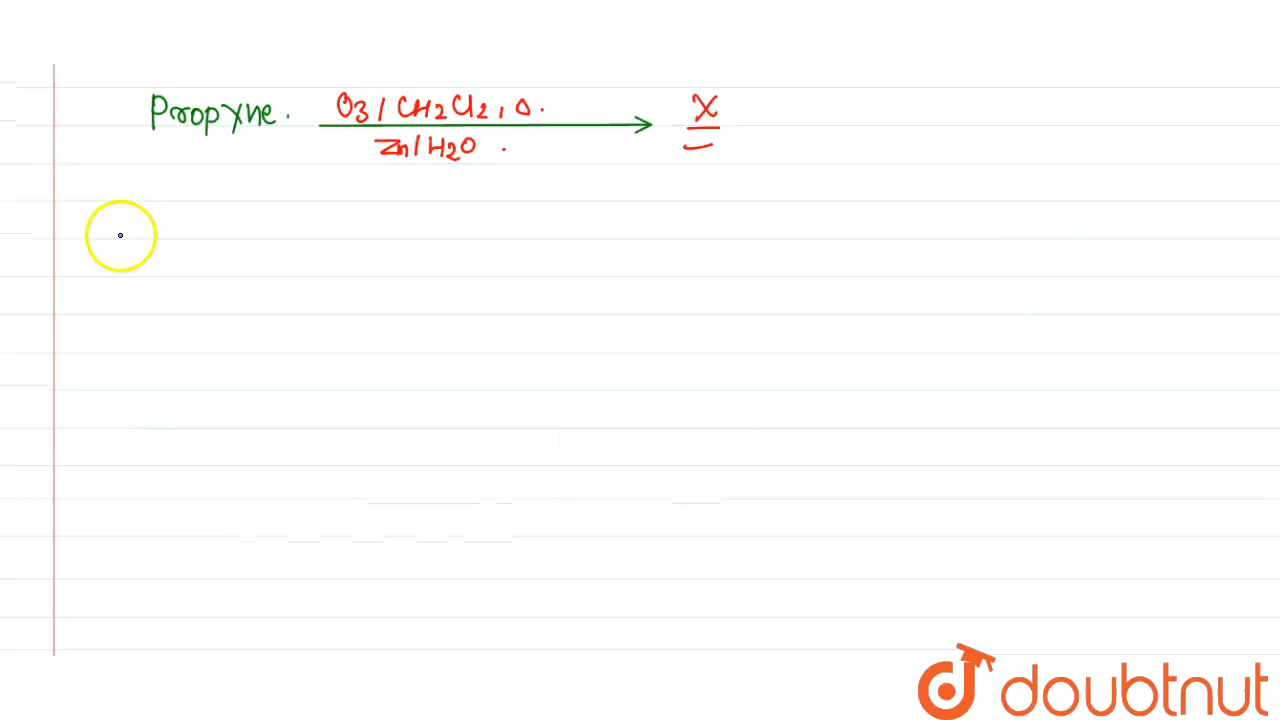 Propyne. O3/CH2Cl2, 0. X
Zn/H2O.
doubtnut